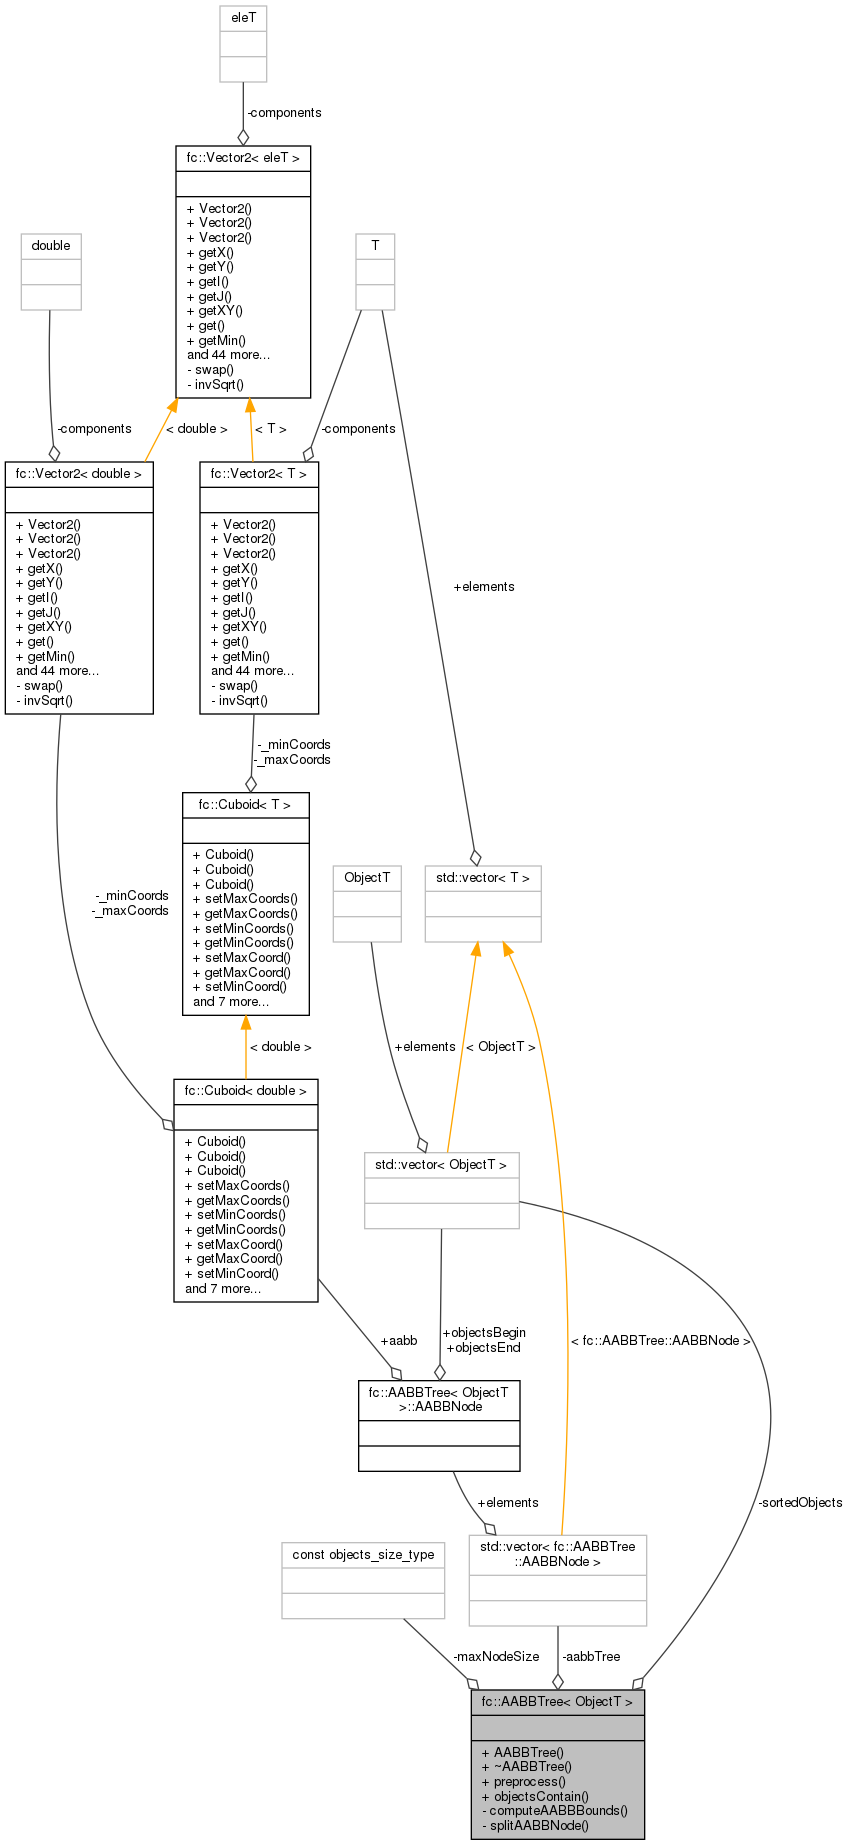 eleT
-components
fc::Vector2< eleT >
+ Vector2()
+ Vector2()
+ Vector2()
+ getX()
+ getY()
+ getI()
+ getJ()
+ getXY()
+ get()
+ getMin()
and 44 more...
- swap()
- invSqrt()
double
T
-components
< double >
< T >
-components
fc::Vector2< double >
+ Vector2()
+ Vector2()
+ Vector2()
+ getX()
+ getY()
+ getI()
+ getJ()
+ getXY()
+ get()
+ getMin()
and 44 more...
- swap()
- invSqrt()
fc::Vector2< T >
+ Vector2()
+ Vector2()
+ Vector2()
+ getX()
+ getY()
+ getI()
+ getJ()
+ getXY()
+ get()
+ getMin()
and 44 more...
- swap()
- invSqrt()
+elements
-_minCoords
-_maxCoords
fc::Cuboid< T >
+ Cuboid()
+ Cuboid()
+ Cuboid()
+ setMaxCoords()
+ getMaxCoords()
+ setMinCoords()
+ getMinCoords()
+ setMaxCoord()
+ getMaxCoord()
+ setMinCoord()
and 7 more...
-_minCoords
-_maxCoords
ObjectT
std::vector< T >
< double >
+elements
< ObjectT >
fc::Cuboid< double >
+ Cuboid()
+ Cuboid()
+ Cuboid()
+ setMaxCoords()
+ getMaxCoords()
+ setMinCoords()
+ getMinCoords()
+ setMaxCoord()
+ getMaxCoord()
+ setMinCoord()
and 7 more...
std::vector< ObjectT >
+aabb
+objectsBegin
+objectsEnd
< fc::AABBTree::AABBNode >
fc::AABBTree< ObjectT
>::AABBNode
+elements
-sortedObjects
const objects_size_type
std::vector< fc::AABBTree
::AABBNode >
-maxNodeSize
-aabbTree
fc::AABBTree< ObjectT >
+ AABBTree()
+ ~AABBTree()
+ preprocess()
+ objectsContain()
- computeAABBBounds()
- splitAABBNode()